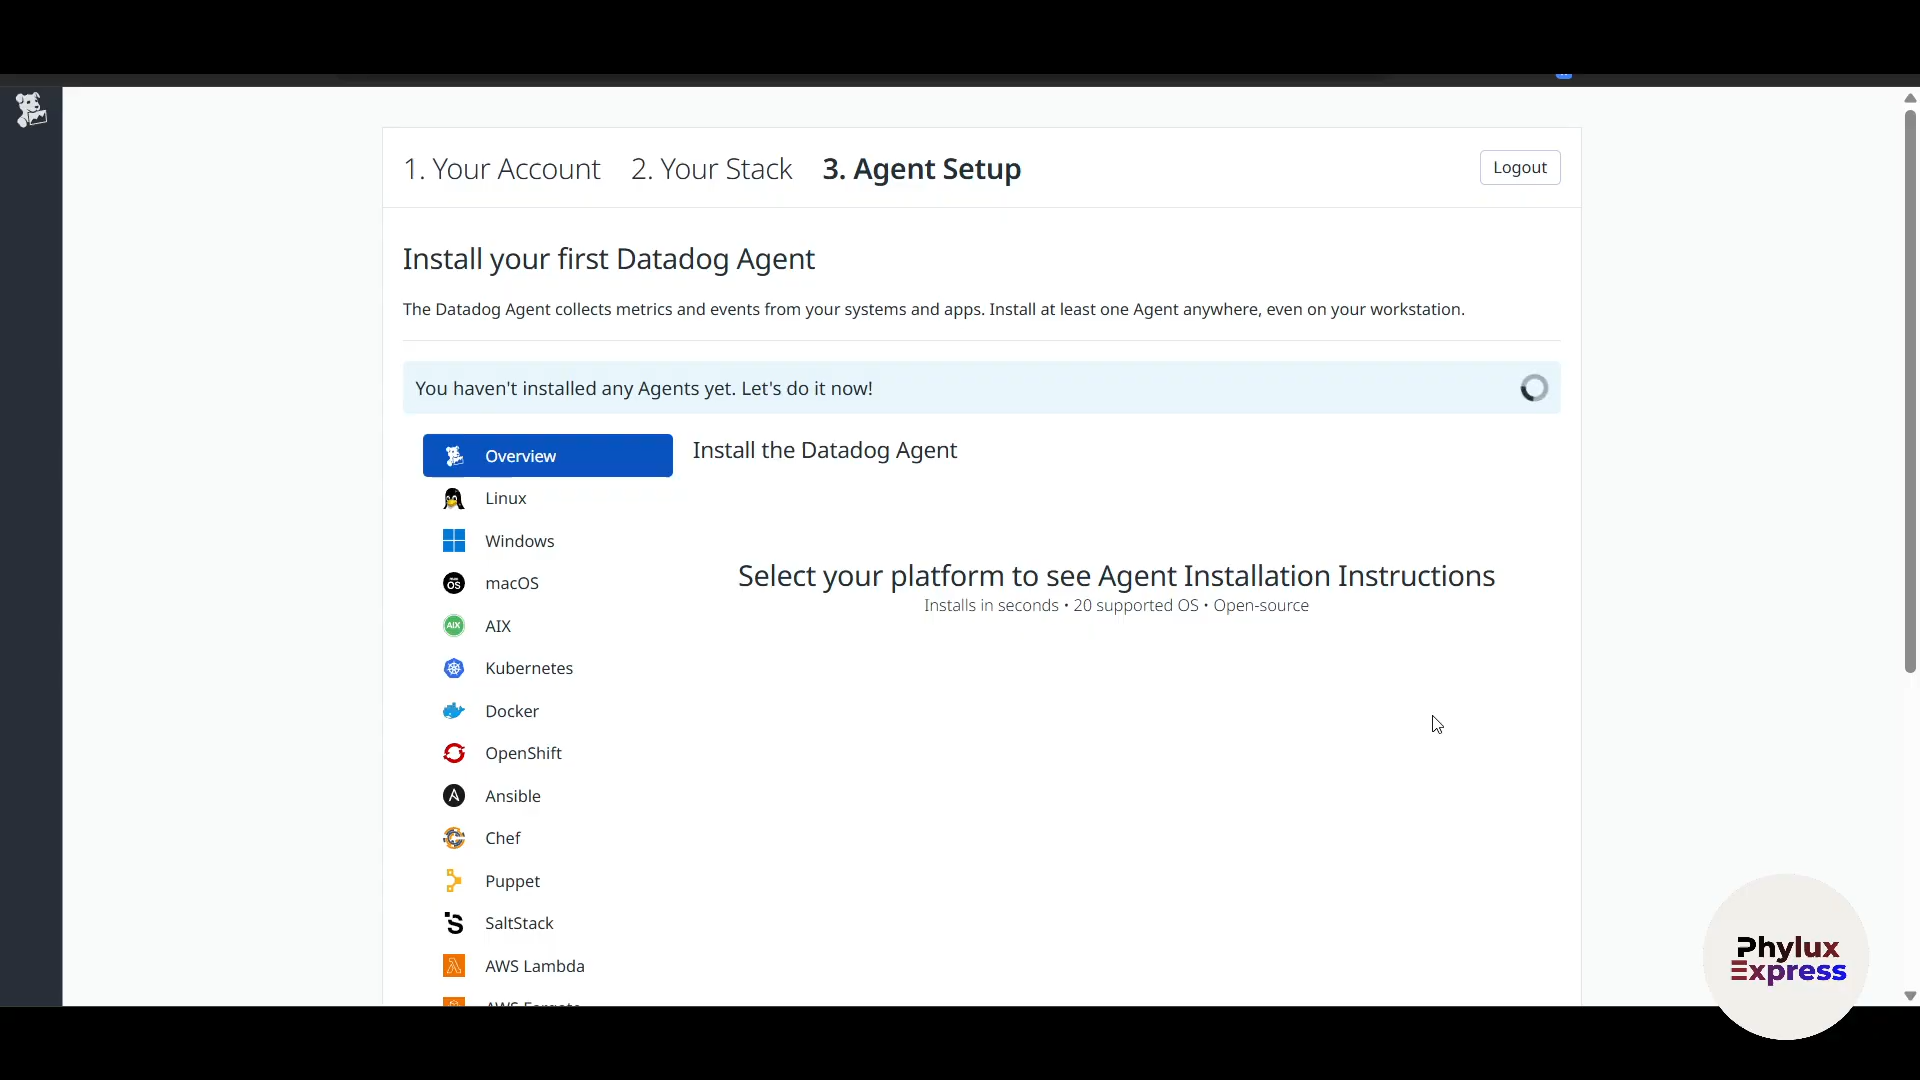 1. Your Account 2. Your Stack 3. Agent Setup Logout
Install your first Datadog Agent
The Datadog Agent collects metrics and events from your systems and apps. Install at least one Agent anywhere, even on your workstation.
You haven't installed any Agents yet. Let's do it now!
Overview
Linux
Windows
macOS
AIX
Kubernetes
Docker
OpenShift
Ansible
Chef
Puppet
SaltStack
AWS Lambda
AWS Fargate
Install the Datadog Agent
Select your platform to see Agent Installation Instructions
Installs in seconds • 20 supported OS • Open-source
Phylux
Express